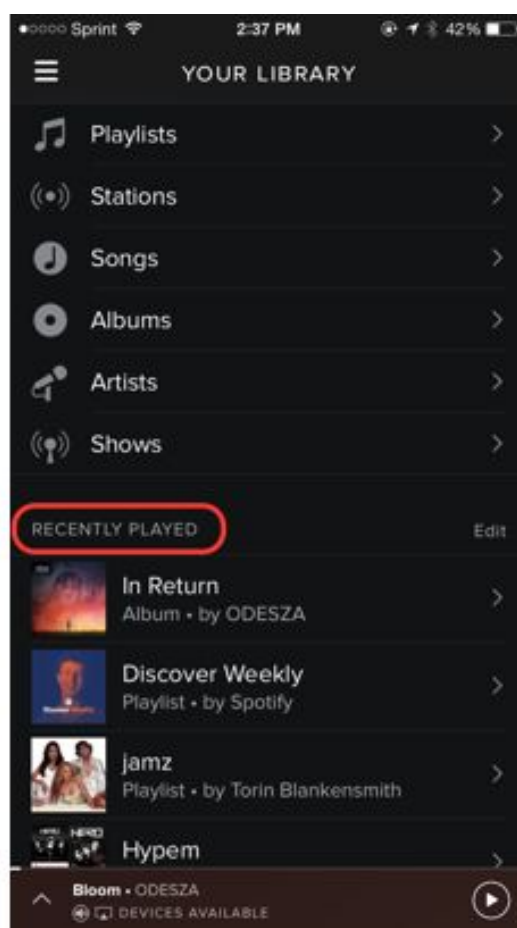 Sprint 2:37 PM 42%
YOUR LIBRARY
Playlists
Stations
Songs
Albums
Artists
Shows
RECENTLY PLAYED Edit
In Return
Album • by ODESZA
Discover Weekly
Playlist • by Spotify
jamz
Playlist • by Torin Blankensmith
HERO
Hypem
Bloom • ODESZA
DEVICES AVAILABLE